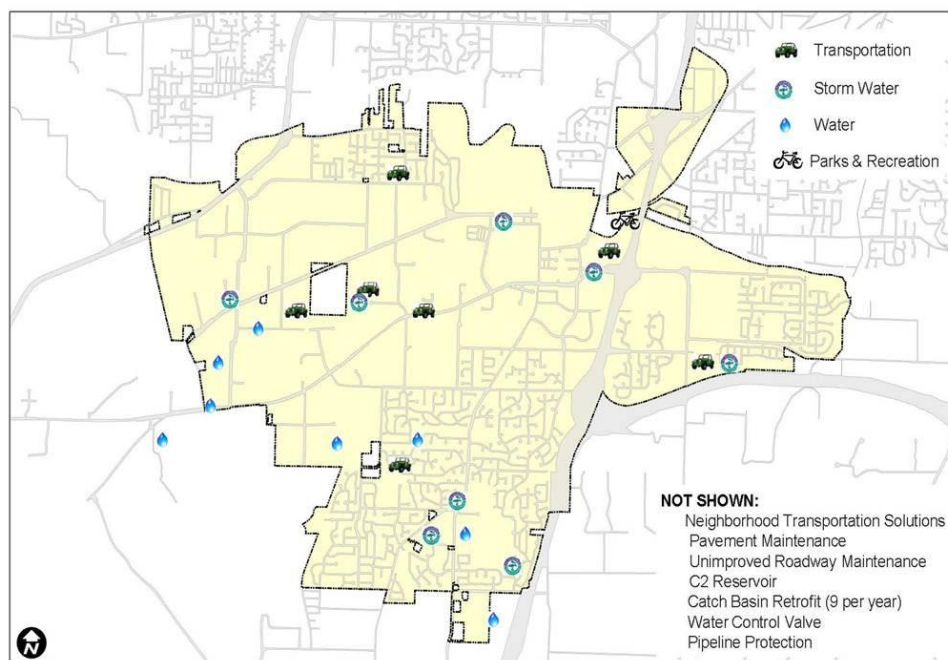 Transportation
Storm Water
Water
Parks & Recreation
NOT SHOWN:
Neighborhood Transportation Solutions
Pavement Maintenance
Unimproved Roadway Maintenance
C2 Reservoir
Catch Basin Retrofit (9 per year)
Water Control Valve
Pipeline Protection
N